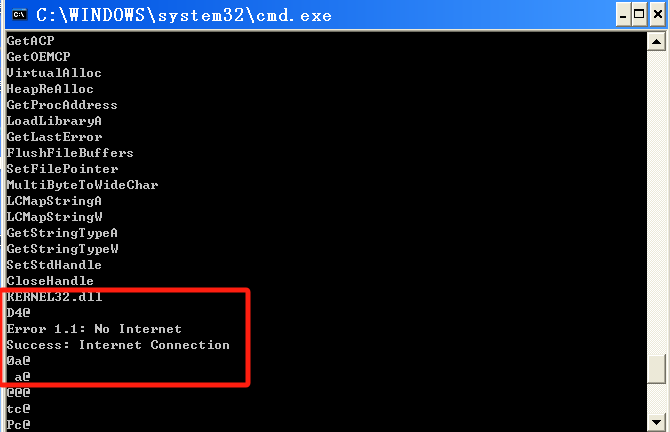 C:\WINDOWS\system32\cmd.exe
GetACP
GetOEMCP
VirtualAlloc
HeapReAlloc
GetProcAddress
LoadLibraryA
GetLastError
FlushFileBuffers
SetFilePointer
MultiByteToWideChar
LCMapStringA
LCMapStringW
GetStringTypeA
GetStringTypeW
SetStdHandle
CloseHandle
KERNEL32.dll
D4@
Error 1.1: No Internet
Success: Internet Connection
0a@
 a@
@@@
tc@
Pc@